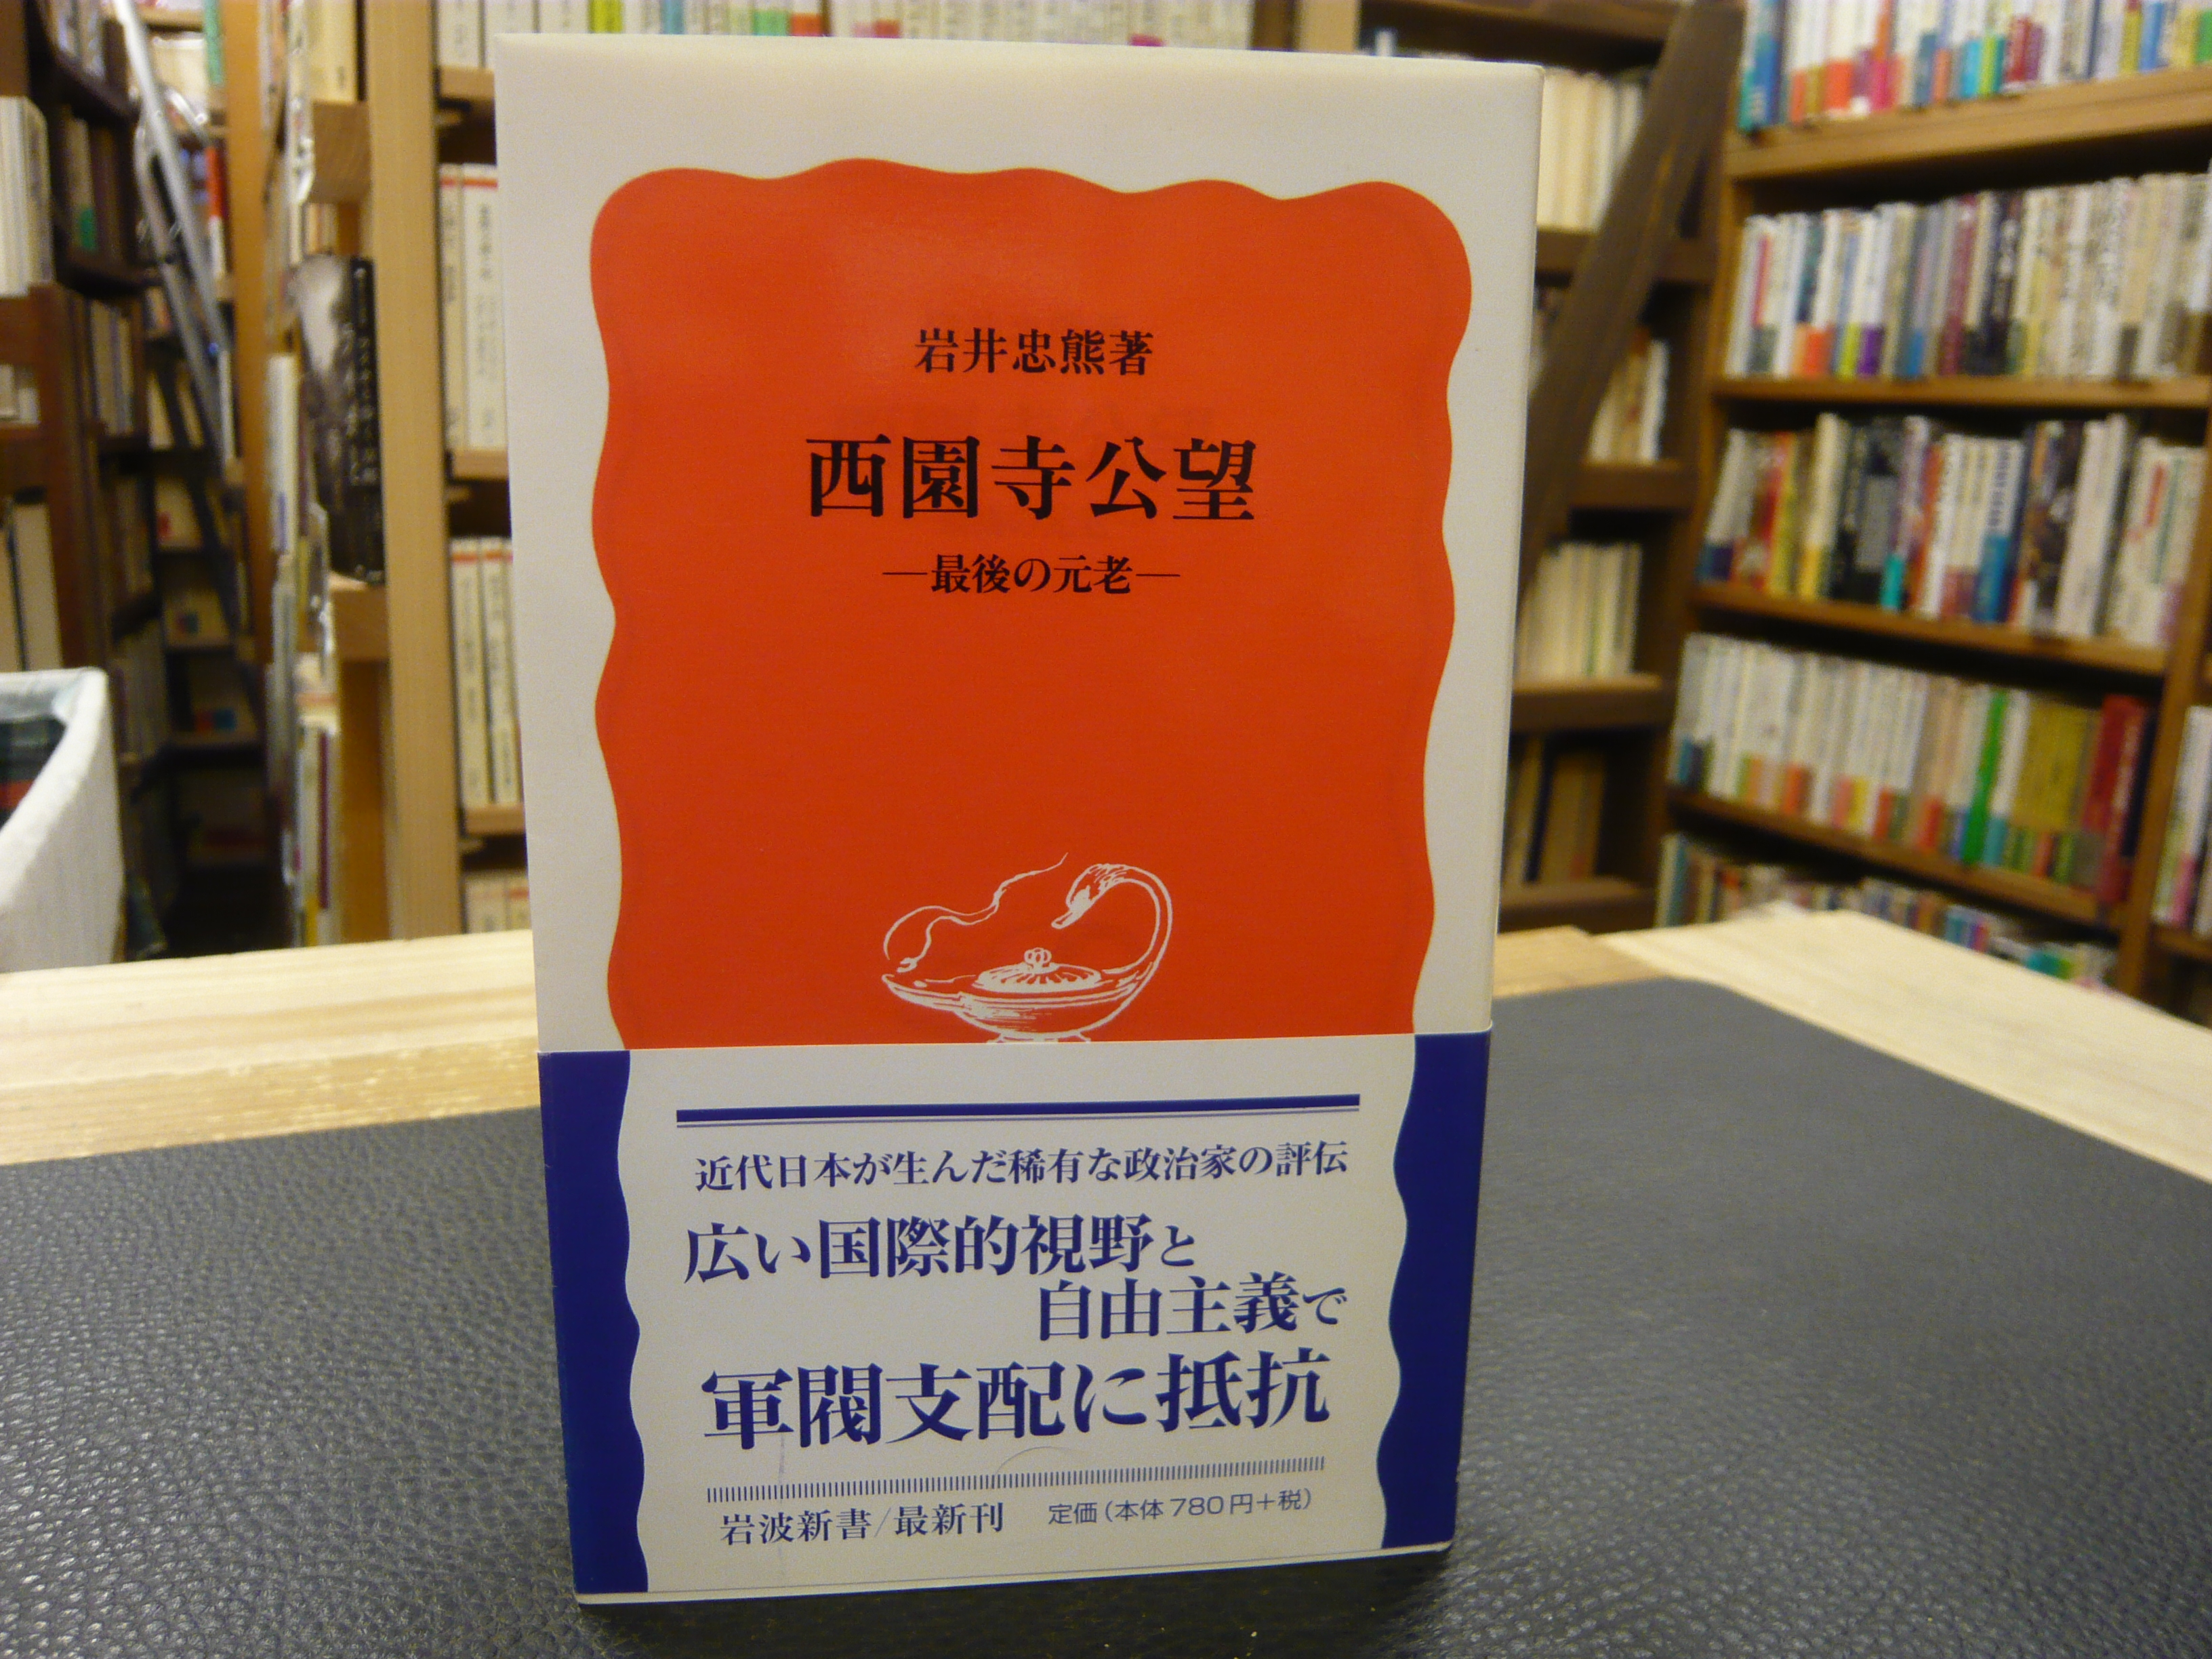 岩井忠熊著
西園寺公望
―最後の元老―
近代日本が生んだ稀有な政治家の評伝
広い国際的視野と
自由主義で
軍閥支配に抵抗
岩波新書/最新刊 定価(本体780円+税)